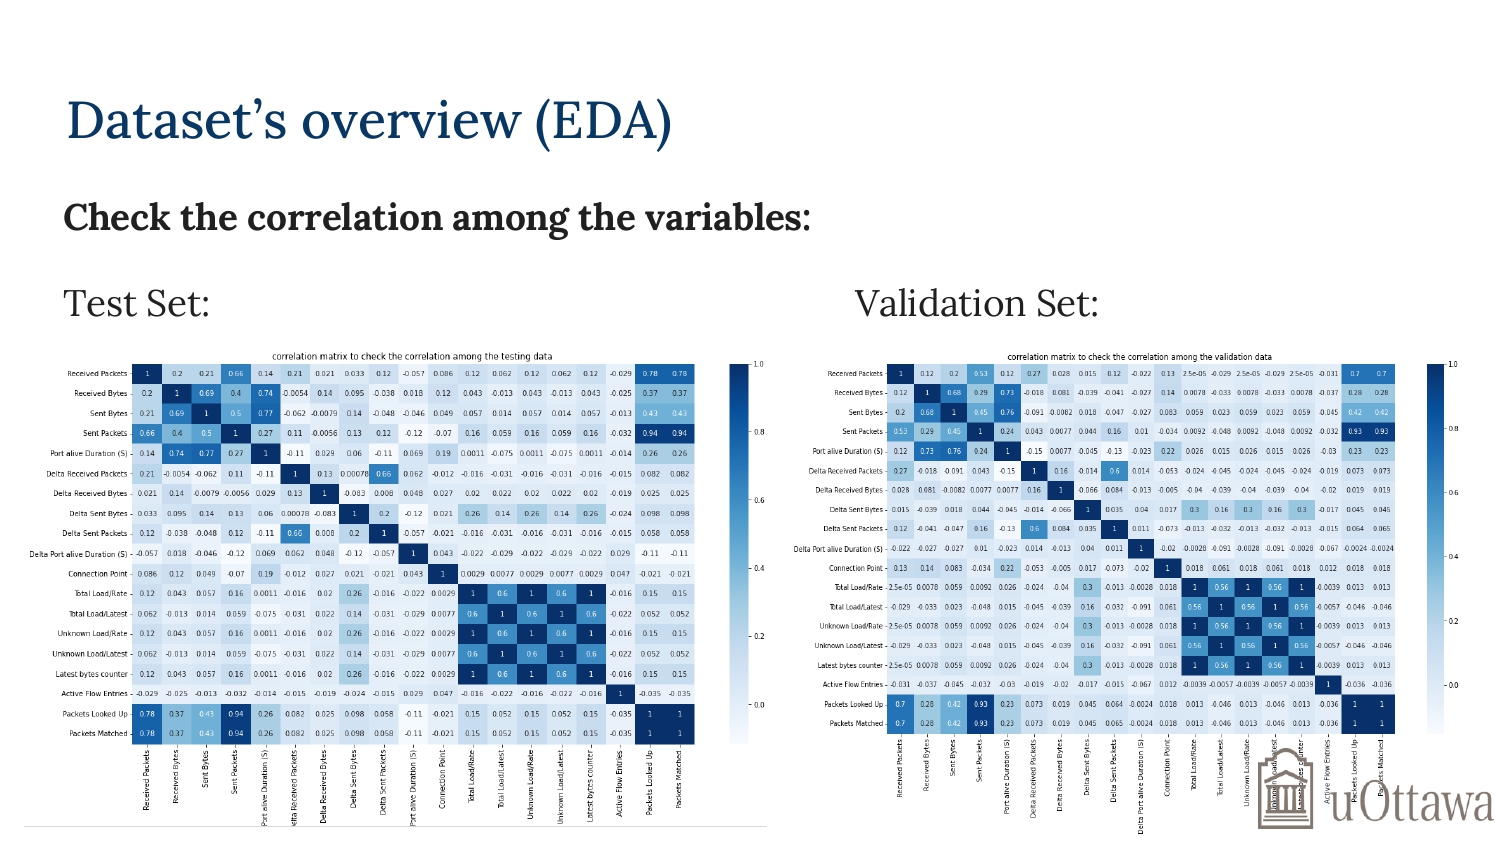 Dataset’s overview (EDA)
Check the correlation among the variables:
Test Set:
Validation Set:
correlation matrix to check the correlation among the testing data
Received Packets 1 0.2 0.21 0.66 0.14 0.21 0.021 0.033 0.12 -0.057 0.086 0.12 0.062 0.12 0.062 0.12 -0.029 0.78 0.78
Received Bytes 0.2 1 0.69 0.4 0.74 -0.0054 0.14 0.095 -0.038 0.018 0.12 0.043 -0.013 0.043 -0.013 0.043 -0.025 0.37 0.37
Sent Bytes 0.21 0.69 1 0.5 0.77 -0.062 -0.0079 0.14 -0.048 -0.046 0.049 0.057 0.014 0.057 0.014 0.057 -0.013 0.43 0.43
Sent Packets 0.66 0.4 0.5 1 0.27 0.11 -0.0056 0.13 0.12 -0.12 -0.07 0.16 0.059 0.16 0.059 0.16 -0.032 0.94 0.94
Port alive Duration (S) 0.14 0.74 0.77 0.27 1 -0.11 0.029 0.06 -0.11 0.069 0.19 0.0011 -0.075 0.0011 -0.075 0.0011 -0.014 0.26 0.26
Delta Received Packets 0.21 -0.0054 -0.062 0.11 -0.11 1 0.13 0.00078 0.66 0.062 -0.012 -0.016 -0.031 -0.016 -0.031 -0.016 -0.015 0.082 0.082
Delta Received Bytes 0.021 0.14 -0.0079 -0.0056 0.029 0.13 1 -0.083 0.008 0.048 0.027 0.02 0.022 0.02 0.022 0.02 -0.019 0.025 0.025
Delta Sent Bytes 0.033 0.095 0.14 0.13 0.06 0.00078 -0.083 1 0.2 -0.12 0.021 0.26 0.14 0.26 0.14 0.26 -0.024 0.098 0.098
Delta Sent Packets 0.12 -0.038 -0.048 0.12 -0.11 0.66 0.008 0.2 1 -0.057 -0.021 -0.016 -0.031 -0.016 -0.031 -0.016 -0.015 0.058 0.058
Delta Port alive Duration (S) -0.057 0.018 -0.046 -0.12 0.069 0.062 0.048 -0.12 -0.057 1 0.043 -0.022 -0.029 -0.022 -0.029 -0.022 0.029 -0.11 -0.11
Connection Point 0.086 0.12 0.049 -0.07 0.19 -0.012 0.027 0.021 -0.021 0.043 1 0.0029 0.0077 0.0029 0.0077 0.0029 0.047 -0.021 -0.021
Total Load/Rate 0.12 0.043 0.057 0.16 0.0011 -0.016 0.02 0.26 -0.016 -0.022 0.0029 1 0.6 1 0.6 1 -0.016 0.15 0.15
Total Load/Latest 0.062 -0.013 0.014 0.059 -0.075 -0.031 0.022 0.14 -0.031 -0.029 0.0077 0.6 1 0.6 1 0.6 -0.022 0.052 0.052
Unknown Load/Rate 0.12 0.043 0.057 0.16 0.0011 -0.016 0.02 0.26 -0.016 -0.022 0.0029 1 0.6 1 0.6 1 -0.016 0.15 0.15
Unknown Load/Latest 0.062 -0.013 0.014 0.059 -0.075 -0.031 0.022 0.14 -0.031 -0.029 0.0077 0.6 1 0.6 1 0.6 -0.022 0.052 0.052
Latest bytes counter 0.12 0.043 0.057 0.16 0.0011 -0.016 0.02 0.26 -0.016 -0.022 0.0029 1 0.6 1 0.6 1 -0.016 0.15 0.15
Active Flow Entries -0.029 -0.025 -0.013 -0.032 -0.014 -0.015 -0.019 -0.024 -0.015 0.029 0.047 -0.016 -0.022 -0.016 -0.022 -0.016 1 -0.035 -0.035
Packets Looked Up 0.78 0.37 0.43 0.94 0.26 0.082 0.025 0.098 0.058 -0.11 -0.021 0.15 0.052 0.15 0.052 0.15 -0.035 1 1
Packets Matched 0.78 0.37 0.43 0.94 0.26 0.082 0.025 0.098 0.058 -0.11 -0.021 0.15 0.052 0.15 0.052 0.15 -0.035 1 1
Received Packets
Received Bytes
Sent Bytes
Sent Packets
Port alive Duration (S)
elta Received Packets
Delta Received Bytes
Delta Sent Bytes
Delta Sent Packets
Port alive Duration (S)
Connection Point
Total Load/Rate
Total Load/Latest
Unknown Load/Rate
Unknown Load/Latest
Latest bytes counter
Active Flow Entries
Packets Looked Up
Packets Matched
1.0
0.8
0.6
0.4
0.2
0.0
correlation matrix to check the correlation among the validation data
Received Packets 1 0.12 0.2 0.53 0.12 0.27 0.028 0.015 0.12 -0.022 0.13 2.5e-05 -0.029 2.5e-05 -0.029 2.5e-05 -0.031 0.7 0.7
Received Bytes 0.12 1 0.68 0.29 0.73 -0.018 0.081 -0.039 -0.041 -0.027 0.14 0.0078 -0.033 0.0078 -0.033 0.0078 -0.037 0.28 0.28
Sent Bytes 0.2 0.68 1 0.45 0.76 -0.091 -0.0082 0.018 -0.047 -0.027 0.083 0.059 0.023 0.059 0.023 0.059 -0.045 0.42 0.42
Sent Packets 0.53 0.29 0.45 1 0.24 0.043 0.0077 0.044 0.16 0.01 -0.034 0.0092 -0.048 0.0092 -0.048 0.0092 -0.02 0.93 0.93
Port alive Duration (S) 0.12 0.73 0.76 0.24 1 -0.15 0.0077 -0.045 -0.13 -0.023 0.22 0.026 0.015 0.026 0.015 0.026 -0.03 0.23 0.23
Delta Received Packets 0.27 -0.018 -0.091 0.043 -0.15 1 0.16 -0.014 0.6 0.014 -0.053 -0.024 -0.045 -0.024 -0.045 -0.024 -0.019 0.073 0.073
Delta Received Bytes 0.028 0.081 -0.0082 0.0077 0.0077 0.16 1 -0.066 0.084 -0.013 -0.005 -0.04 -0.039 -0.04 -0.039 -0.04 -0.02 0.019 0.019
Delta Sent Bytes 0.015 -0.039 0.018 0.044 -0.045 -0.014 -0.066 1 0.035 0.04 0.017 0.3 0.16 0.3 0.16 0.3 -0.017 0.045 0.045
Delta Sent Packets 0.12 -0.041 -0.047 0.16 -0.13 0.6 0.084 0.035 1 0.011 -0.073 -0.013 -0.032 -0.013 -0.032 -0.013 -0.015 0.064 0.065
Delta Port alive Duration (S) -0.022 -0.027 -0.027 0.01 -0.023 0.014 -0.013 0.04 0.011 1 -0.02 -0.0028 -0.091 -0.0028 -0.091 -0.0028 -0.067 -0.0024 -0.0024
Connection Point 0.13 0.14 0.083 -0.034 0.22 -0.053 -0.005 0.017 -0.073 -0.02 1 0.018 0.061 0.018 0.061 0.018 0.012 0.018 0.018
Total Load/Rate 2.5e-05 0.0078 0.059 0.0092 0.026 -0.024 -0.04 0.3 -0.013 -0.0028 0.018 1 0.56 1 0.56 1 -0.0039 0.013 0.013
Total Load/Latest -0.029 -0.033 0.023 -0.048 0.015 -0.045 -0.039 0.16 -0.032 -0.091 0.061 0.56 1 0.56 1 0.56 -0.0057 -0.046 -0.046
Unknown Load/Rate 2.5e-05 0.0078 0.059 0.0092 0.026 -0.024 -0.04 0.3 -0.013 -0.0028 0.018 1 0.56 1 0.56 1 -0.0039 0.013 0.013
Unknown Load/Latest -0.029 -0.033 0.023 -0.048 0.015 -0.045 -0.039 0.16 -0.032 -0.091 0.061 0.56 1 0.56 1 0.56 -0.0057 -0.046 -0.046
Latest bytes counter 2.5e-05 0.0078 0.059 0.0092 0.026 -0.024 -0.04 0.3 -0.013 -0.0028 0.018 1 0.56 1 0.56 1 -0.0039 0.013 0.013
Active Flow Entries -0.031 -0.037 -0.045 -0.02 -0.03 -0.019 -0.02 -0.017 -0.015 -0.067 0.012 -0.0039 -0.0057 -0.0039 -0.0057 -0.0039 1 -0.036 -0.036
Packets Looked Up 0.7 0.28 0.42 0.93 0.23 0.073 0.019 0.045 0.064 -0.0024 0.018 0.013 -0.046 0.013 -0.046 0.013 -0.036 1 1
Packets Matched 0.7 0.28 0.42 0.93 0.23 0.073 0.019 0.045 0.065 -0.0024 0.018 0.013 -0.046 0.013 -0.046 0.013 -0.036 1 1
Received Packets
Received Bytes
Sent Bytes
Sent Packets
Port alive Duration (S)
Delta Received Packets
Delta Received Bytes
Delta Sent Bytes
Delta Sent Packets
Delta Port alive Duration (S)
Connection Point
Total Load/Rate
Total Load/Latest
Unknown Load/Rate
Unknown Load/Latest
Latest bytes counter
Active Flow Entries
Packets Looked Up
Packets Matched
1.0
0.8
0.6
0.4
0.2
0.0
uOttawa